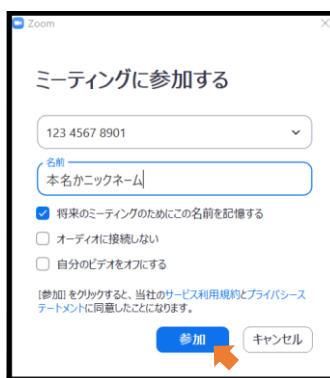 Zoom
ミーティングに参加する
123 4567 8901
名前
本名かニックネーム
将来のミーティングのためにこの名前を記憶する
オーディオに接続しない
自分のビデオをオフにする
[参加] をクリックすると、当社のサービス利用規約とプライバシース
テートメントに同意したことになります。
参加 キャンセル